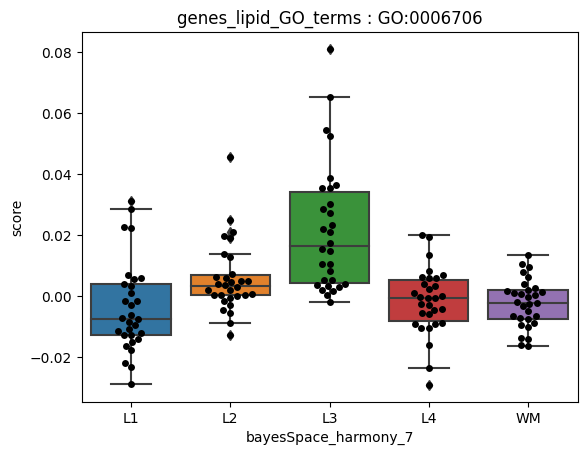 genes_lipid_GO_terms : GO:0006706
0.08
0.06
0.04
0.02
0.00
−0.02
score
L1 L2 L3 L4 WM
bayesSpace_harmony_7